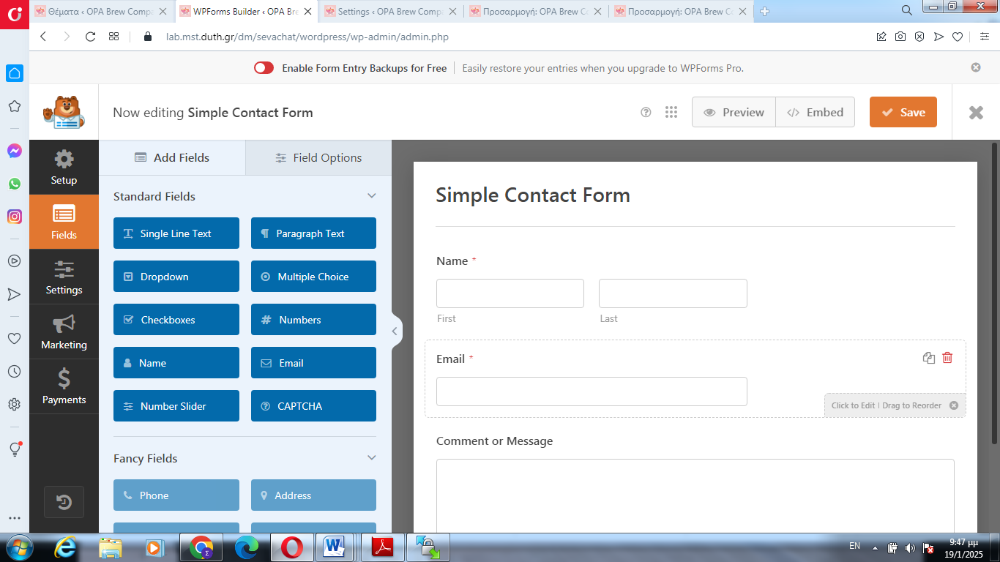 Θέματα ‹ OPA Brew Compa
WPForms Builder ‹ OPA Bre
Settings ‹ OPA Brew Compa
Προσαρμογή: OPA Brew C
Προσαρμογή: OPA Brew Co
lab.mst.duth.gr/dm/sevachat/wordpress/wp-admin/admin.php
Enable Form Entry Backups for Free
Easily restore your entries when you upgrade to WPForms Pro.
Now editing Simple Contact Form
Preview
Embed
Save
Setup
Fields
Settings
Marketing
Payments
Add Fields
Field Options
Standard Fields
Single Line Text
Paragraph Text
Dropdown
Multiple Choice
Checkboxes
Numbers
Name
Email
Number Slider
CAPTCHA
Fancy Fields
Phone
Address
Simple Contact Form
Name *
First
Last
Email *
Click to Edit | Drag to Reorder
Comment or Message
EN
9:47 μμ
19/1/2025